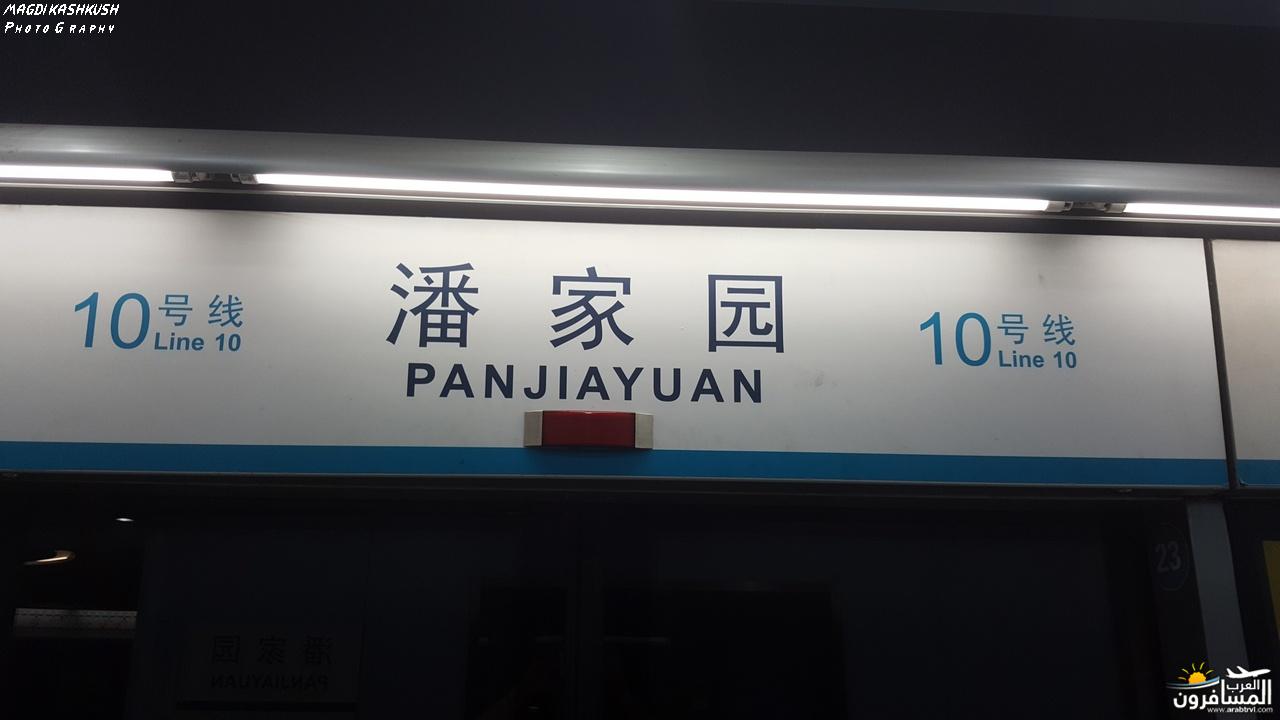 MAGDI KASHKUSH
PHOTOGRAPHY
10号线
Line 10
潘家园
PANJIAYUAN
10号线
Line 10
23
潘家园
PANJIAYUAN
العرب
المسافرون
www.arabtrvl.com